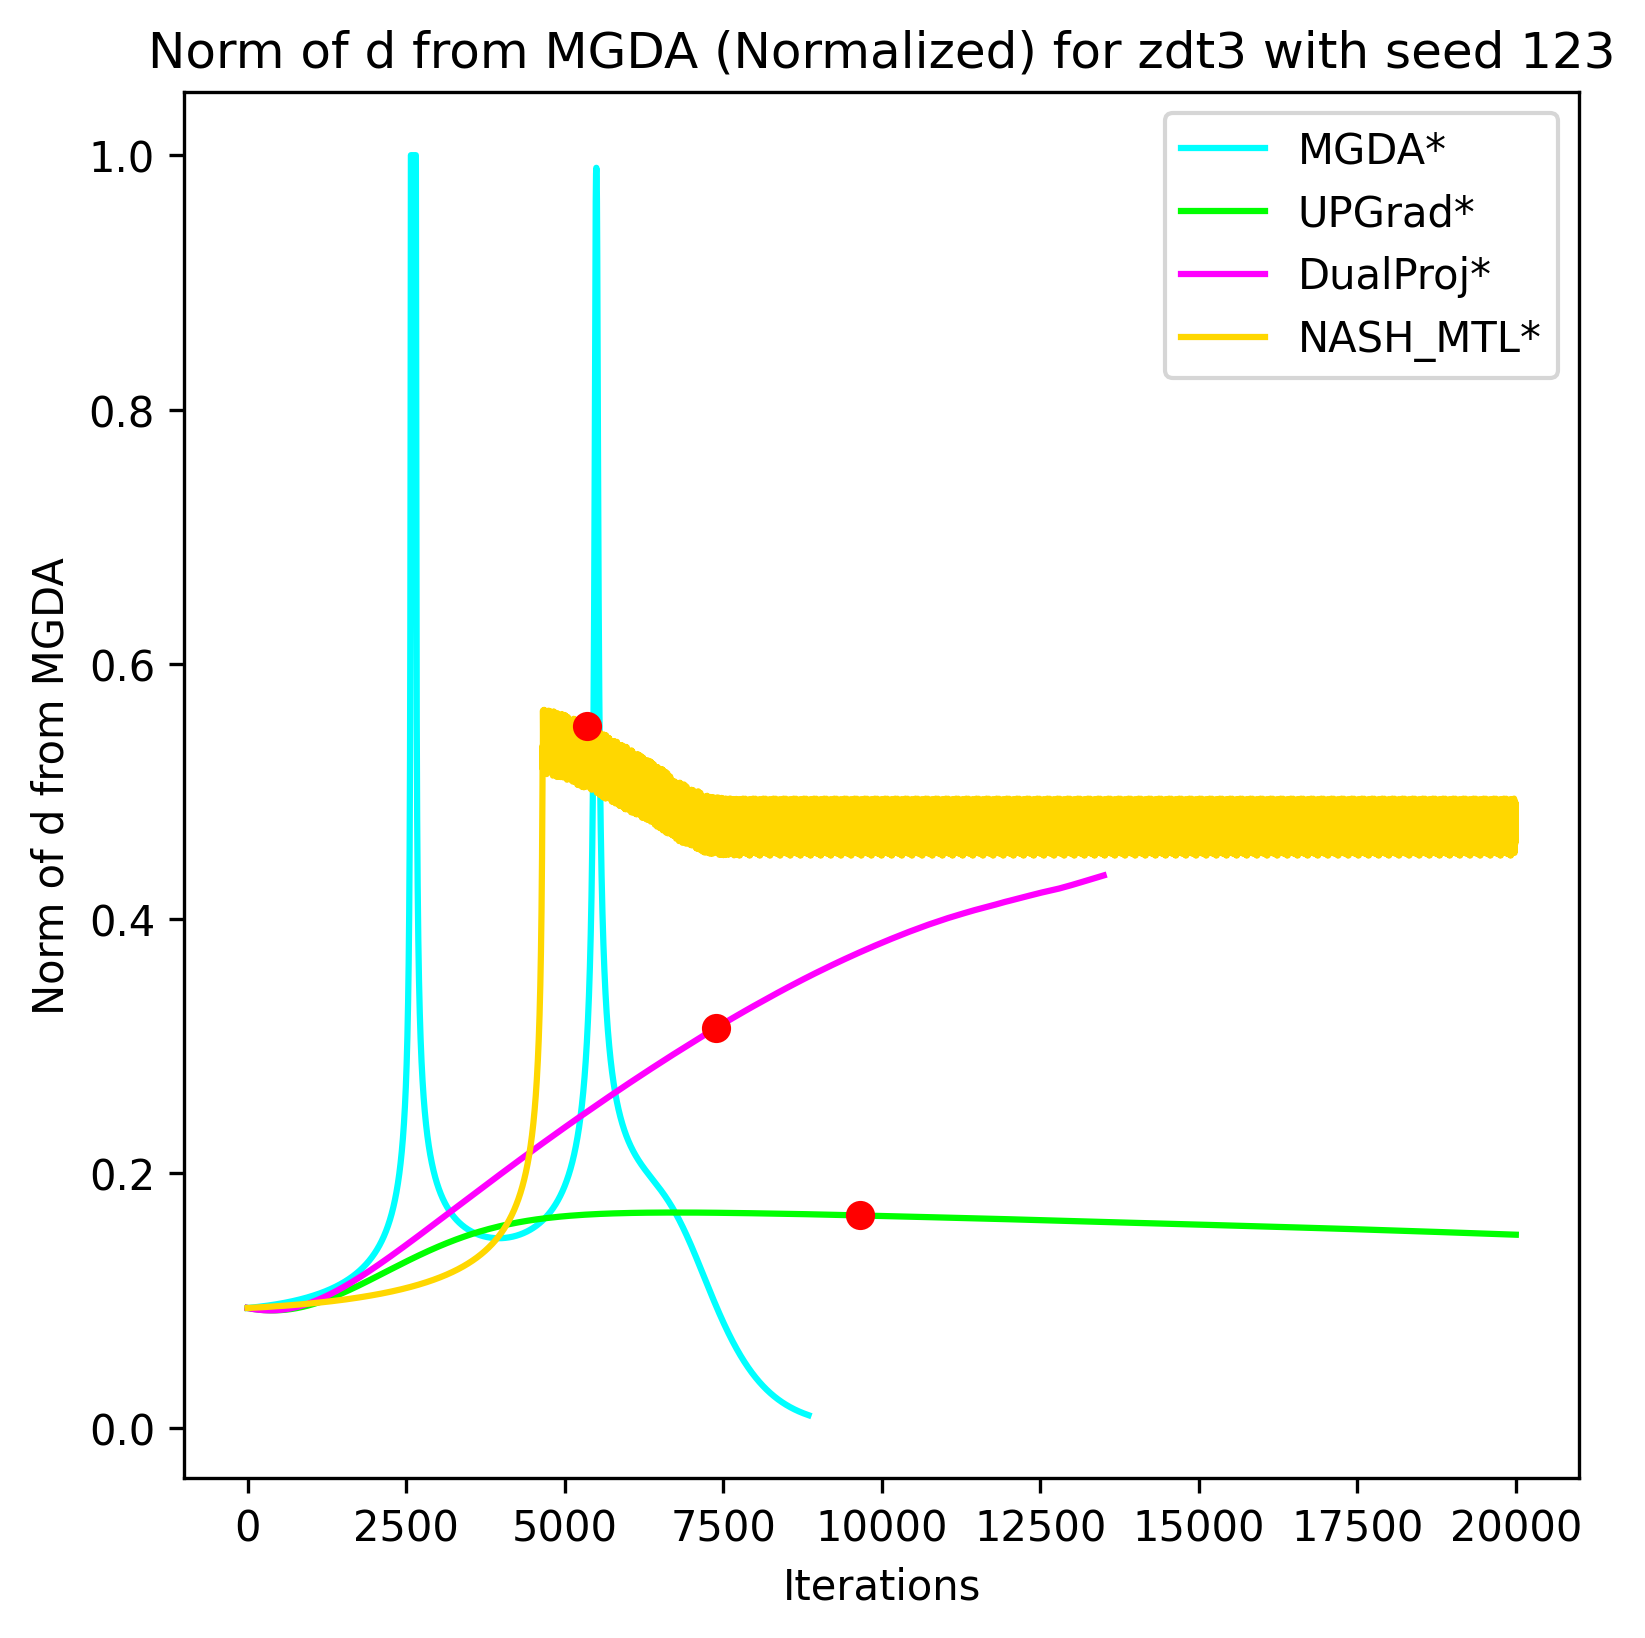 Norm of d from MGDA (Normalized) for zdt3 with seed 123
MGDA*
UPGrad*
DualProj*
NASH_MTL*
Norm of d from MGDA
1.0
0.8
0.6
0.4
0.2
0.0
0 2500 5000 7500 10000 12500 15000 17500 20000
Iterations